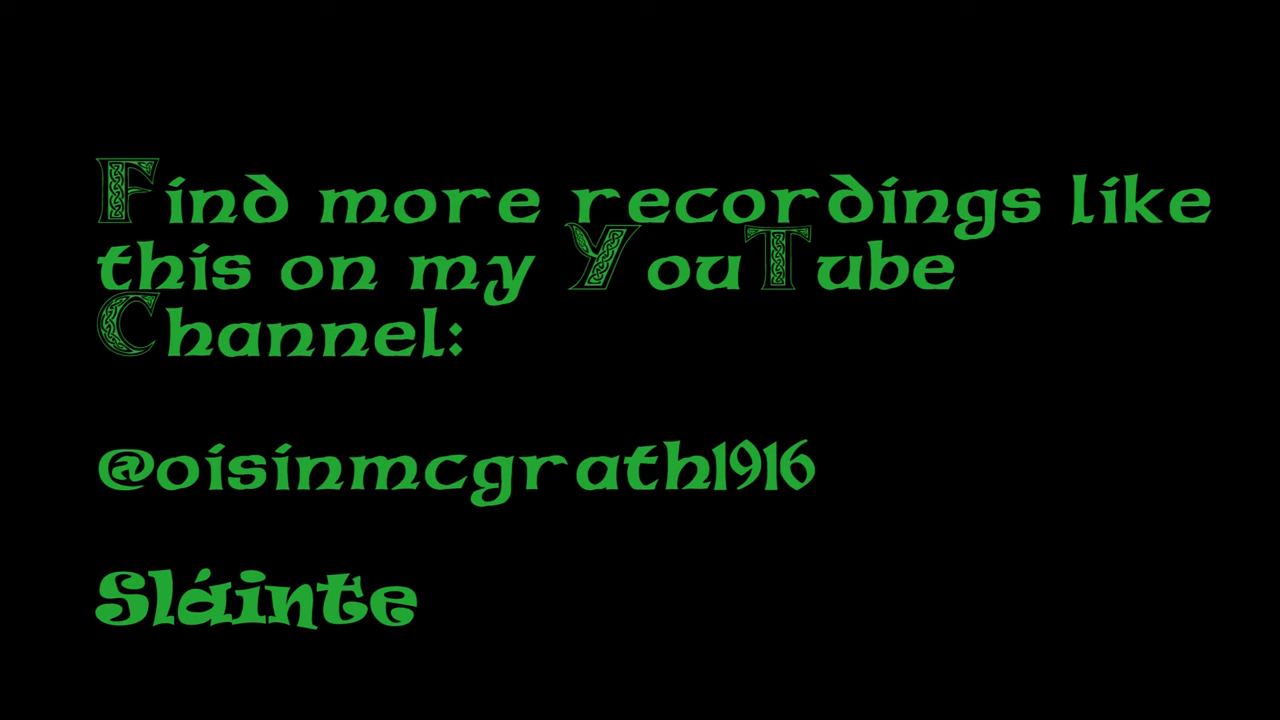 Find more recordings like
this on my YouTube
Channel:
@oisinmcgrath1916
Sláinte